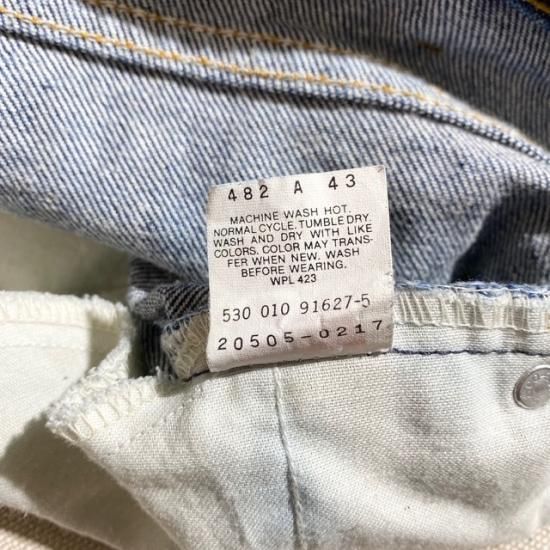 482 A 43
MACHINE WASH HOT.
NORMAL CYCLE. TUMBLE DRY.
WASH AND DRY WITH LIKE
COLORS. COLOR MAY TRANS-
FER WHEN NEW. WASH
BEFORE WEARING.
WPL 423
530 010 91627-5
20505-0217